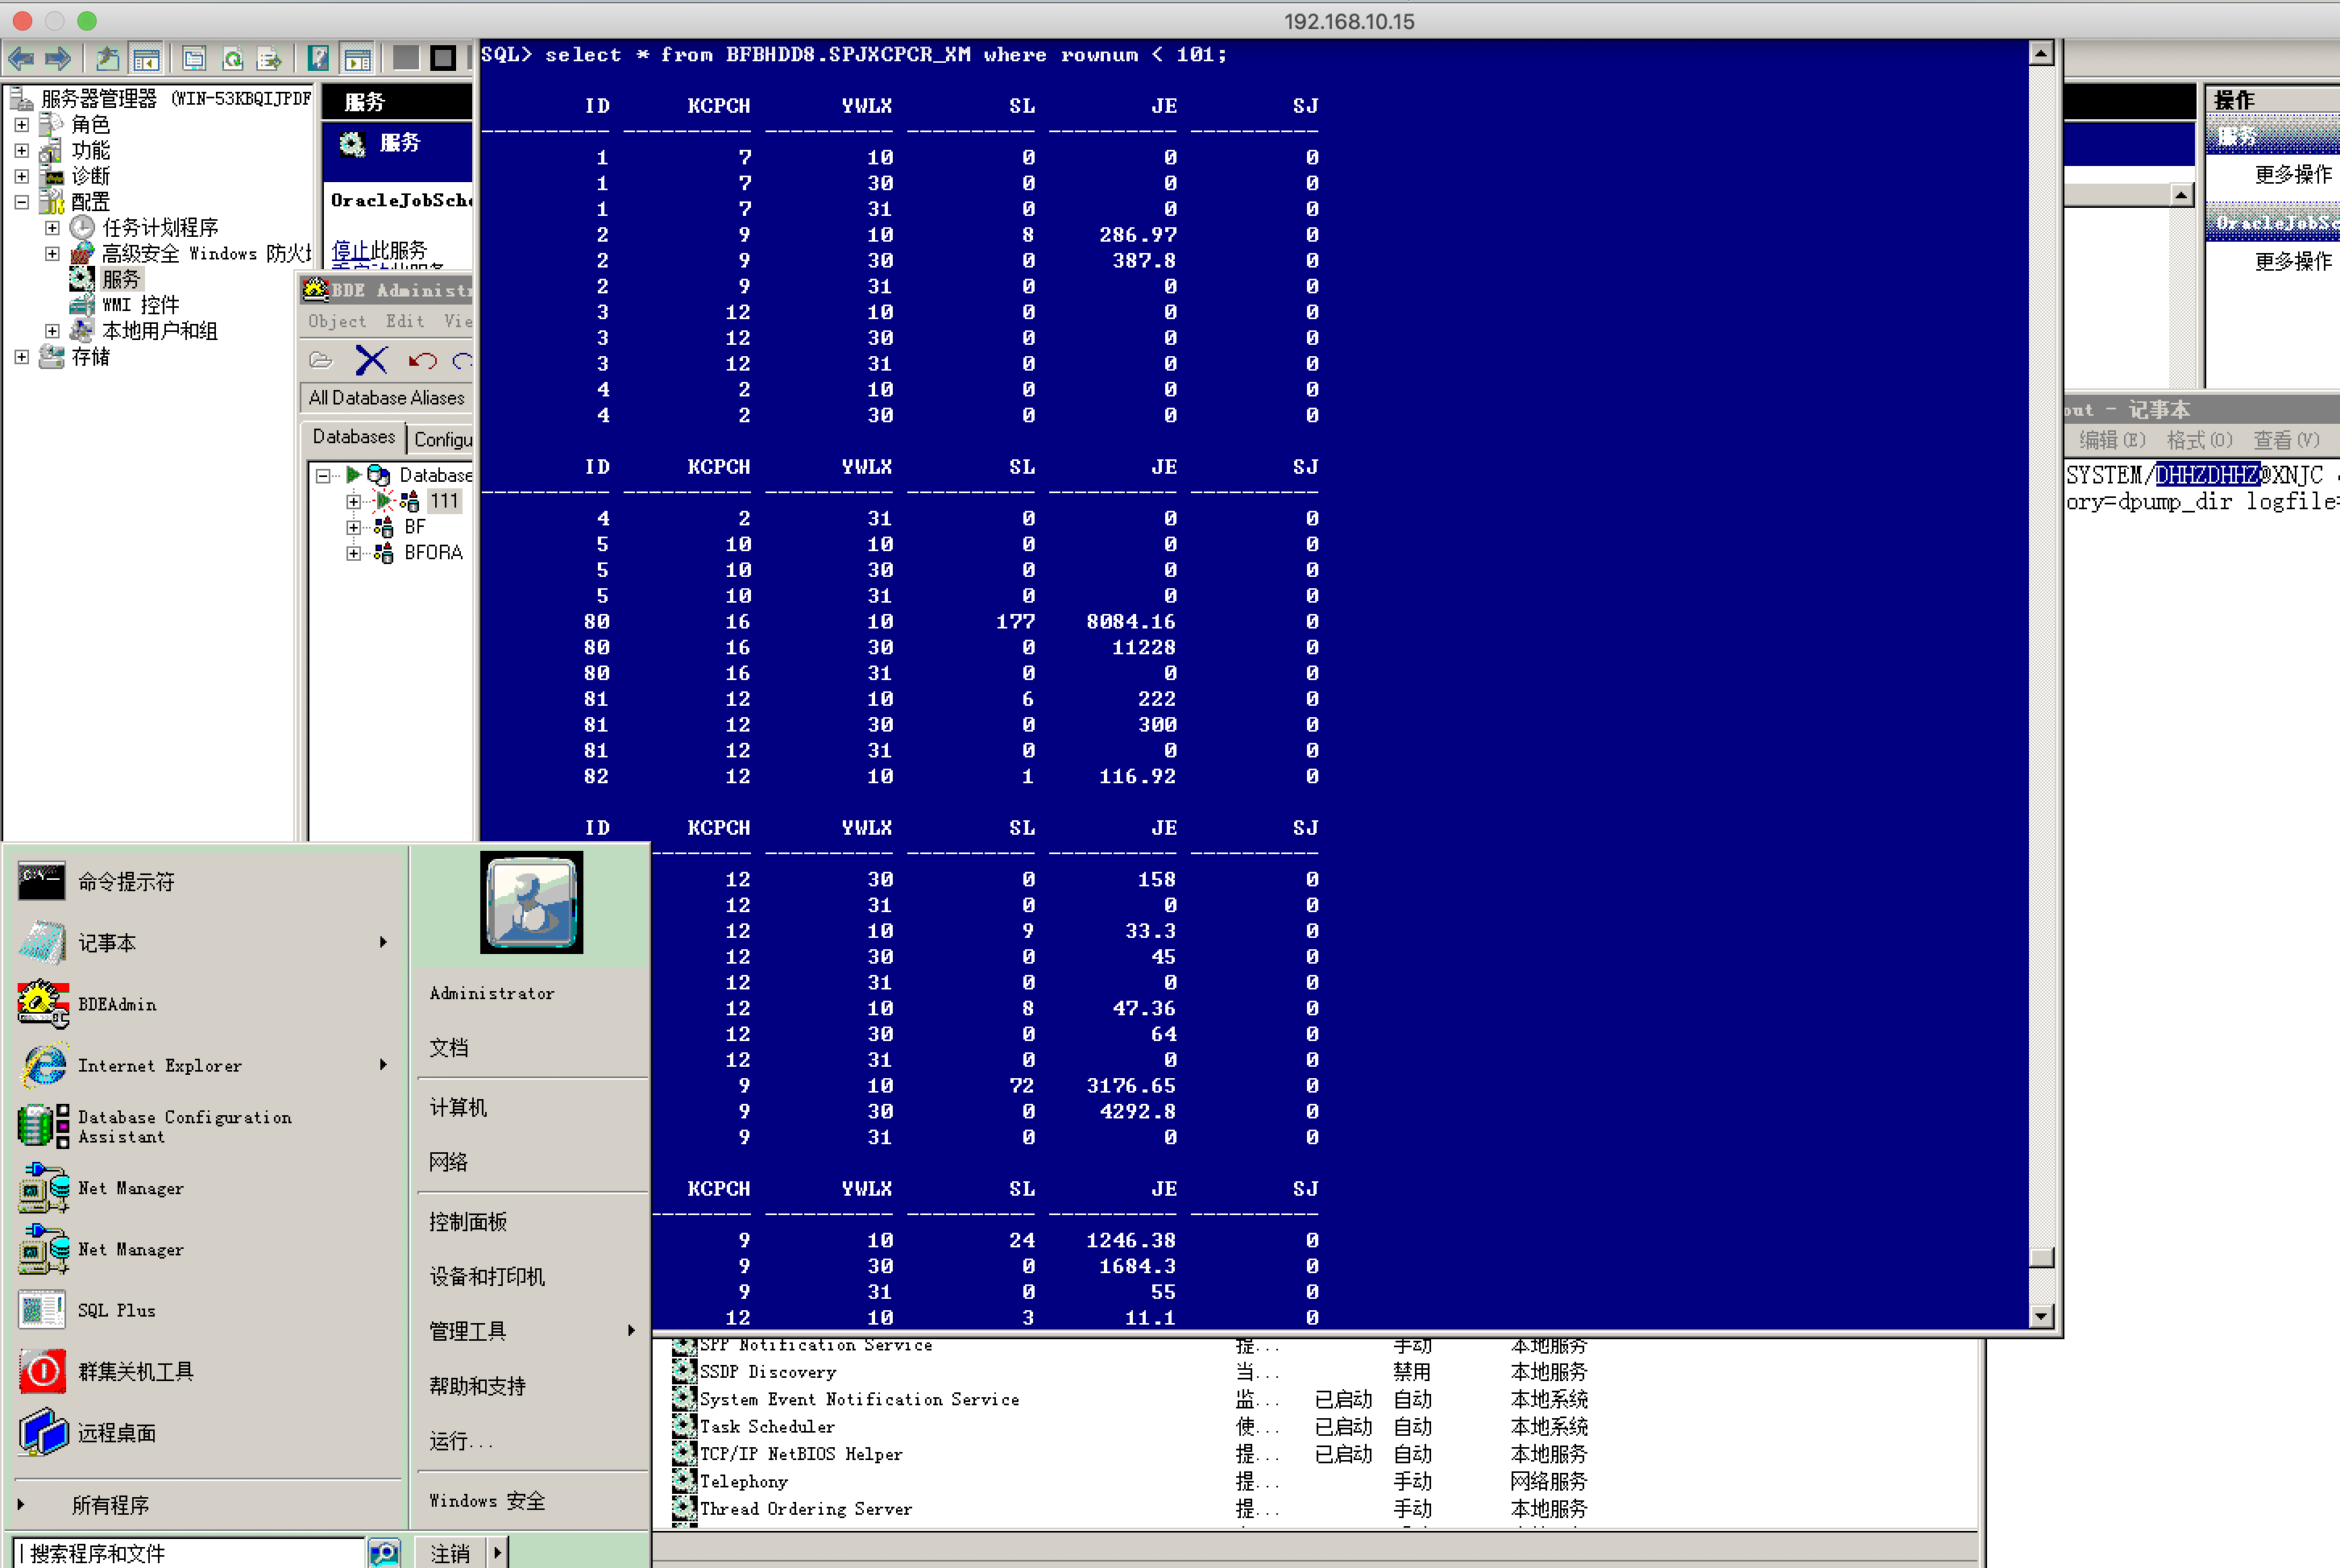 192.168.10.15
服务器管理器 (WIN-53KBQIJPDF
角色
功能
诊断
配置
任务计划程序
高级安全 Windows 防火
服务
WMI 控件
本地用户和组
存储
服务
服务
OracleJobSch
停止此服务
BDE Administr
Object Edit Vie
All Database Aliases
Databases Configu
Database
111
BF
BFORA
SQL> select * from BFBHDD8.SPJXCPCR_XM where rownum < 101;
ID KCPCH YWLX SL JE SJ
---------- ---------- ---------- ---------- ---------- ----------
1 7 10 0 0 0
1 7 30 0 0 0
1 7 31 0 0 0
2 9 10 8 286.97 0
2 9 30 0 387.8 0
2 9 31 0 0 0
3 12 10 0 0 0
3 12 30 0 0 0
3 12 31 0 0 0
4 2 10 0 0 0
4 2 30 0 0 0
ID KCPCH YWLX SL JE SJ
---------- ---------- ---------- ---------- ---------- ----------
4 2 31 0 0 0
5 10 10 0 0 0
5 10 30 0 0 0
5 10 31 0 0 0
80 16 10 177 8084.16 0
80 16 30 0 11228 0
80 16 31 0 0 0
81 12 10 6 222 0
81 12 30 0 300 0
81 12 31 0 0 0
82 12 10 1 116.92 0
ID KCPCH YWLX SL JE SJ
-------- ---------- ---------- ---------- ----------
12 30 0 158 0
12 31 0 0 0
12 10 9 33.3 0
12 30 0 45 0
12 31 0 0 0
12 10 8 47.36 0
12 30 0 64 0
12 31 0 0 0
9 10 72 3176.65 0
9 30 0 4292.8 0
9 31 0 0 0
KCPCH YWLX SL JE SJ
-------- ---------- ---------- ---------- ----------
9 10 24 1246.38 0
9 30 0 1684.3 0
9 31 0 55 0
12 10 3 11.1 0
操作
服务
更多操作
OracleJobSc
更多操作
out - 记事本
编辑(E) 格式(O) 查看(V)
SYSTEM/DHHZDHHZ@XNJC
ory=dpump_dir logfile=
命令提示符
记事本
BDEAdmin
Internet Explorer
Database Configuration
Assistant
Net Manager
Net Manager
SQL Plus
群集关机工具
远程桌面
所有程序
搜索程序和文件
Administrator
文档
计算机
网络
控制面板
设备和打印机
管理工具
帮助和支持
运行...
Windows 安全
注销
SPP Notification Service 提... 手动 本地服务
SSDP Discovery 当... 禁用 本地服务
System Event Notification Service 监... 已启动 自动 本地系统
Task Scheduler 使... 已启动 自动 本地系统
TCP/IP NetBIOS Helper 提... 已启动 自动 本地服务
Telephony 提... 手动 网络服务
Thread Ordering Server 提... 手动 本地服务